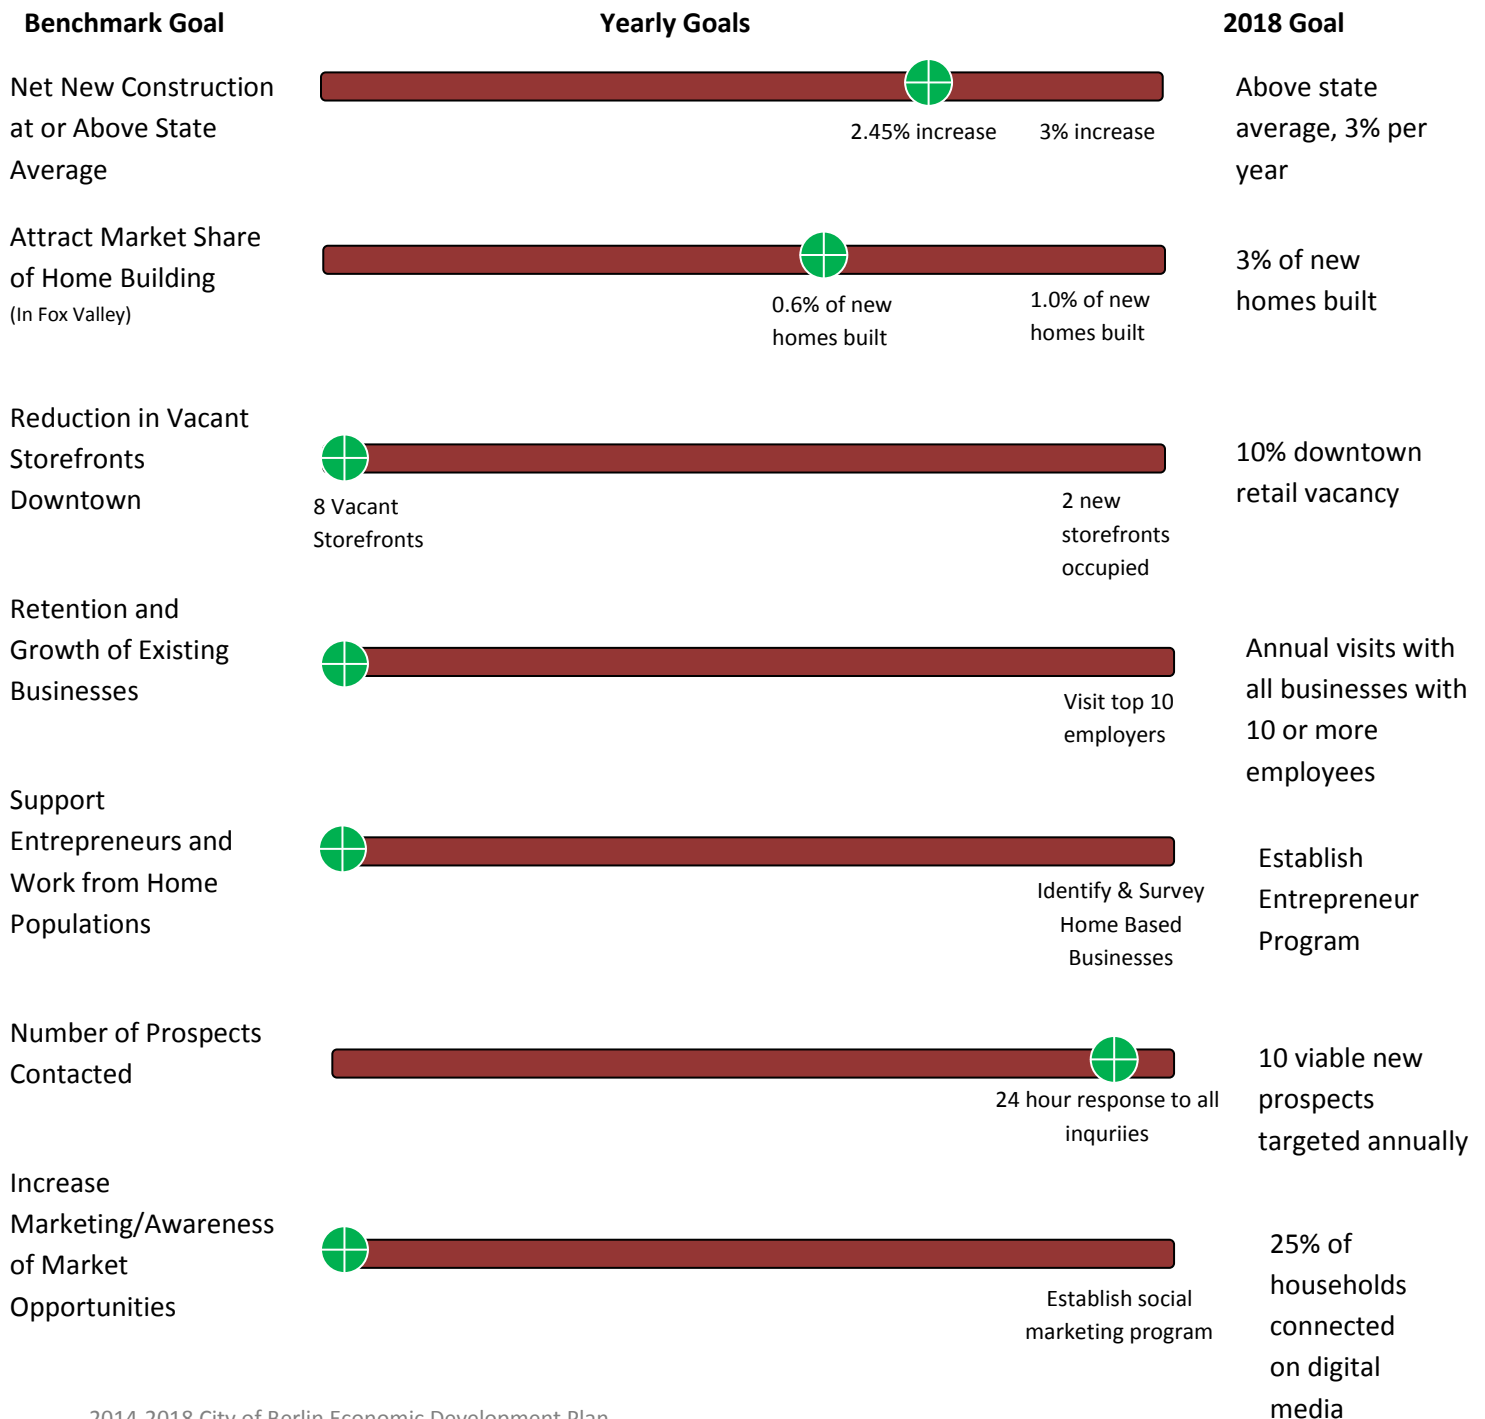 Benchmark Goal
Yearly Goals
2018 Goal
Net New Construction
at or Above State
Average
2.45% increase
3% increase
Above state
average, 3% per
year
Attract Market Share
of Home Building
(In Fox Valley)
0.6% of new
homes built
1.0% of new
homes built
3% of new
homes built
Reduction in Vacant
Storefronts
Downtown
8 Vacant
Storefronts
2 new
storefronts
occupied
10% downtown
retail vacancy
Retention and
Growth of Existing
Businesses
Visit top 10
employers
Annual visits with
all businesses with
10 or more
employees
Support
Entrepreneurs and
Work from Home
Populations
Identify & Survey
Home Based
Businesses
Establish
Entrepreneur
Program
Number of Prospects
Contacted
24 hour response to all
inquriies
10 viable new
prospects
targeted annually
Increase
Marketing/Awareness
of Market
Opportunities
Establish social
marketing program
25% of
households
connected
on digital
media
2014-2018 City of Berlin Economic Development Plan